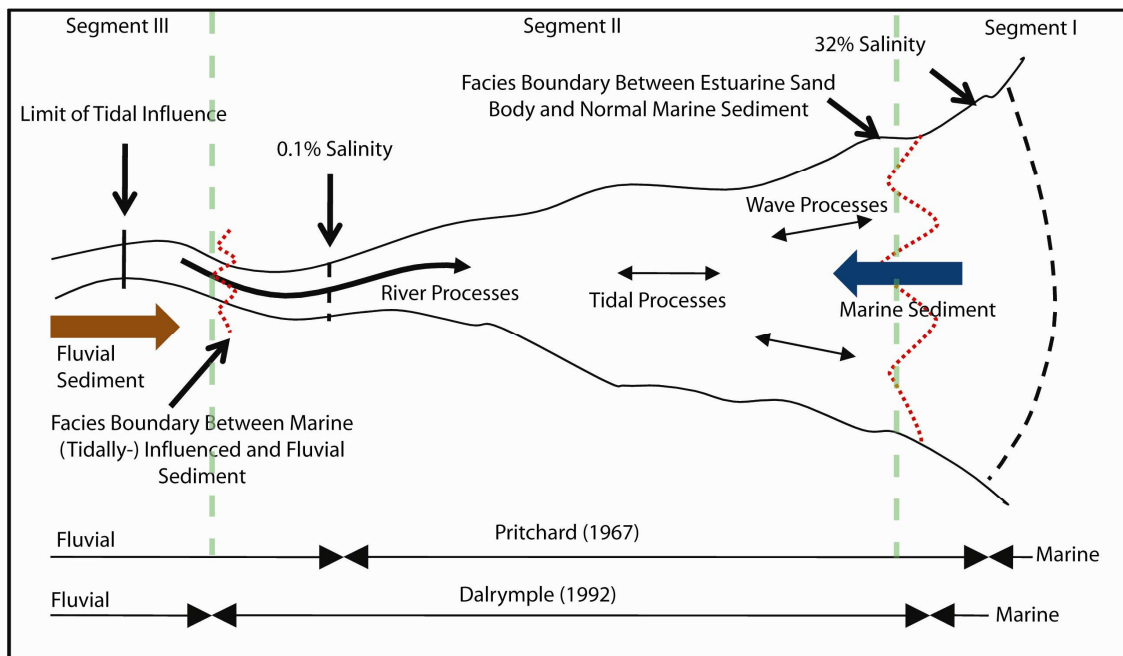 Segment III
Segment II
Segment I
32% Salinity
Facies Boundary Between Estuarine Sand
Body and Normal Marine Sediment
Limit of Tidal Influence
0.1% Salinity
Wave Processes
River Processes
Tidal Processes
Marine Sediment
Fluvial
Sediment
Facies Boundary Between Marine
(Tidally-) Influenced and Fluvial
Sediment
Fluvial
Pritchard (1967)
Marine
Fluvial
Dalrymple (1992)
Marine